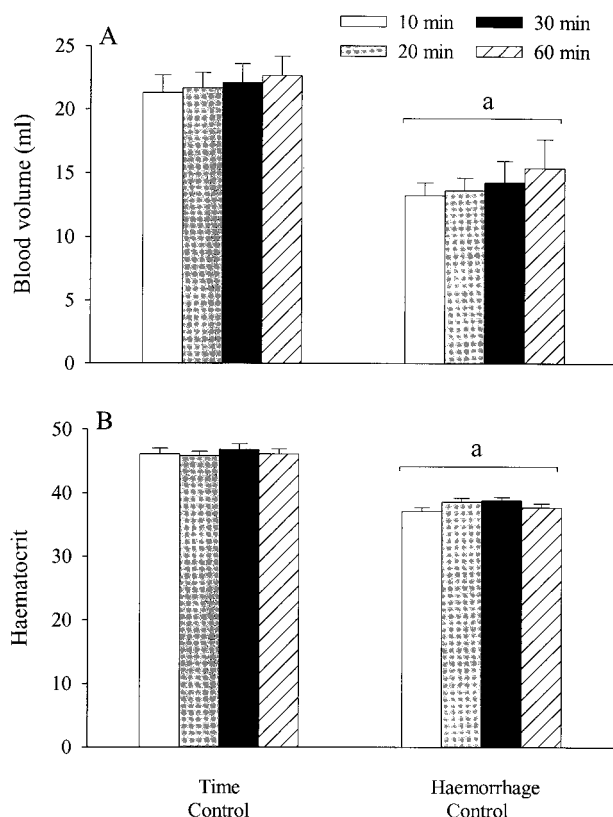 A
10 min 30 min
20 min 60 min
25
20
15
10
5
0
Blood volume (ml)
a
B
50
40
30
20
10
0
Haematocrit
a
Time
Control
Haemorrhage
Control